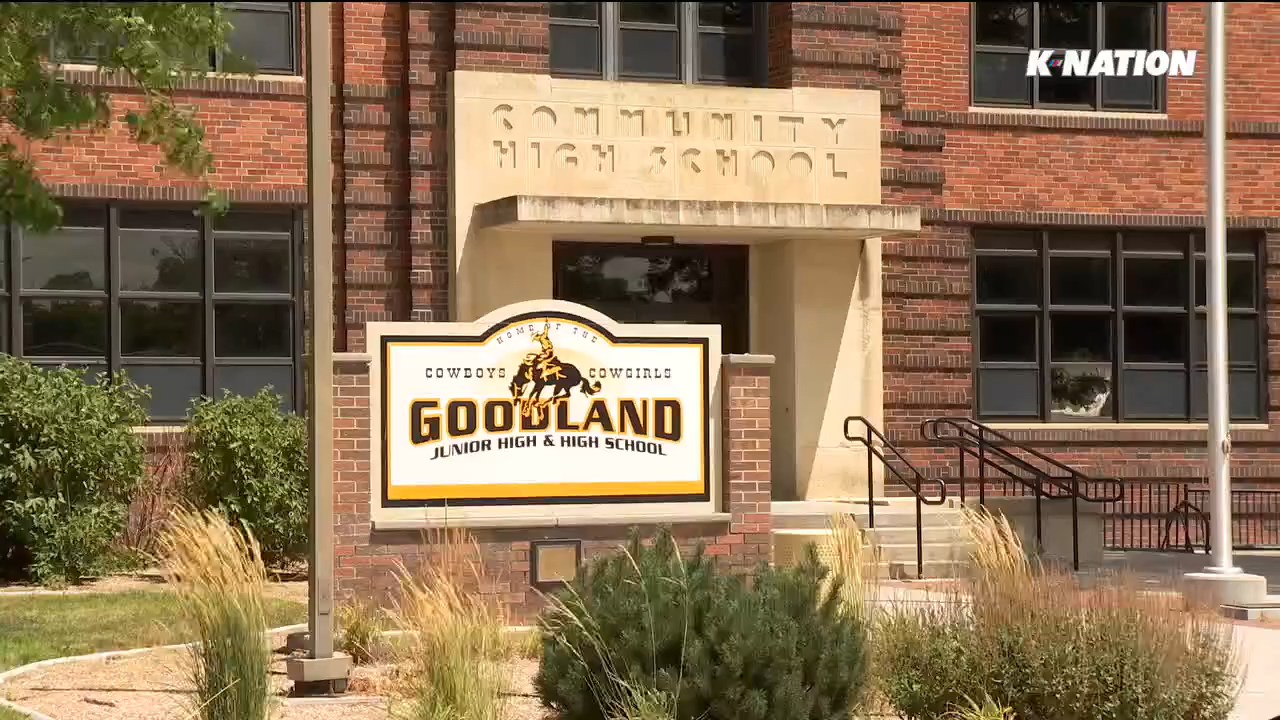 K-NATION
COMMUNITY
HIGH SCHOOL
HOME OF THE
COWBOYS COWGIRLS
GOODLAND
JUNIOR HIGH & HIGH SCHOOL